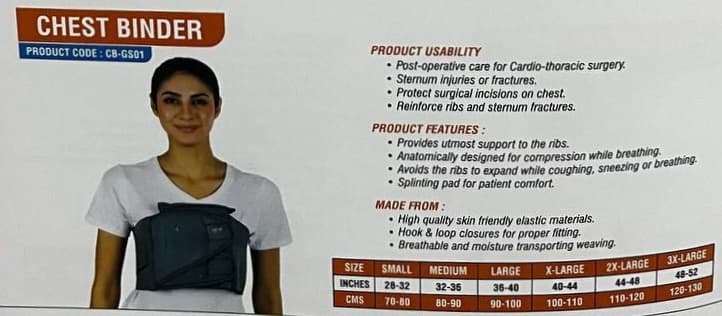 CHEST BINDER
PRODUCT CODE : CB-GS01
PRODUCT USABILITY
• Post-operative care for Cardio-thoracic surgery.
• Sternum injuries or fractures.
• Protect surgical incisions on chest.
• Reinforce ribs and sternum fractures.
PRODUCT FEATURES :
• Provides utmost support to the ribs.
• Anatomically designed for compression while breathing.
• Avoids the ribs to expand while coughing, sneezing or breathing.
• Splinting pad for patient comfort.
MADE FROM :
• High quality skin friendly elastic materials.
• Hook & loop closures for proper fitting.
• Breathable and moisture transporting weaving.
SIZE SMALL MEDIUM LARGE X-LARGE 2X-LARGE 3X-LARGE
INCHES 28-32 32-36 36-40 40-44 44-48 48-52
CMS 70-80 80-90 90-100 100-110 110-120 120-130